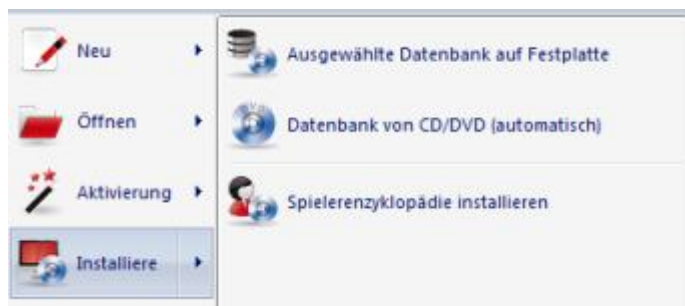 Neu
Öffnen
Aktivierung
Installiere
Ausgewählte Datenbank auf Festplatte
Datenbank von CD/DVD (automatisch)
Spielerenzyklopädie installieren